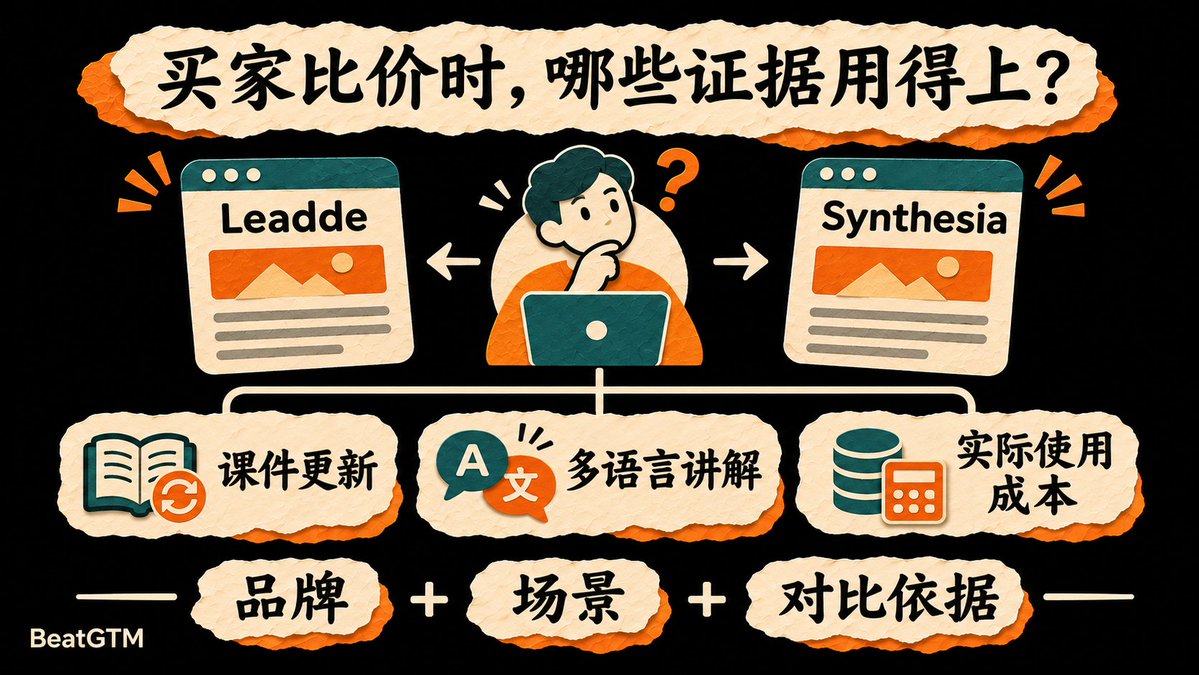 买家比价时，哪些证据用得上？
Leadde
Synthesia
课件更新
A
文
多语言讲解
实际使用
成本
品牌 + 场景 + 对比依据
BeatGTM